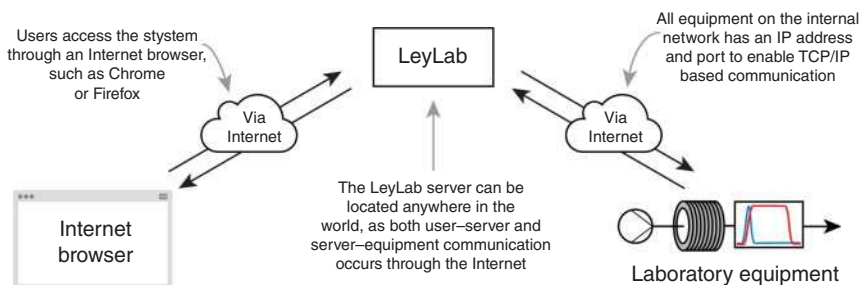 Users access the stystem
through an Internet browser,
such as Chrome
or Firefox
LeyLab
All equipment on the internal
network has an IP address
and port to enable TCP/IP
based communication
Via
Internet
Via
Internet
The LeyLab server can be
located anywhere in the
world, as both user–server and
server–equipment communication
occurs through the Internet
Internet
browser
Laboratory equipment